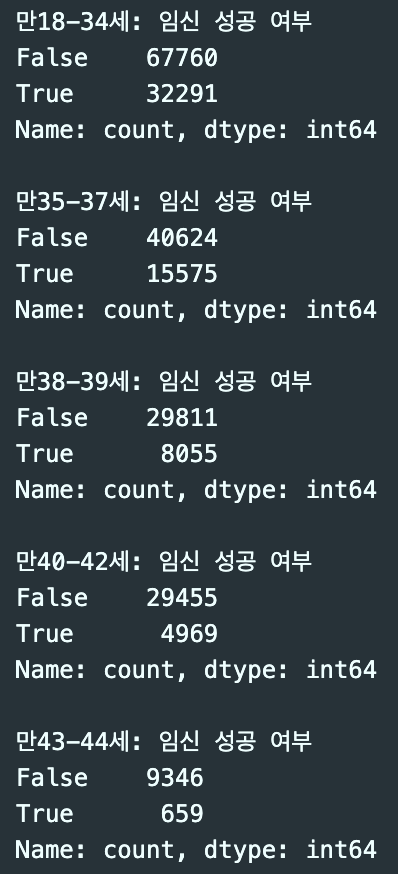 만18-34세: 임신 성공 여부
False    67760
True     32291
Name: count, dtype: int64
만35-37세: 임신 성공 여부
False    40624
True     15575
Name: count, dtype: int64
만38-39세: 임신 성공 여부
False    29811
True      8055
Name: count, dtype: int64
만40-42세: 임신 성공 여부
False    29455
True      4969
Name: count, dtype: int64
만43-44세: 임신 성공 여부
False    9346
True      659
Name: count, dtype: int64